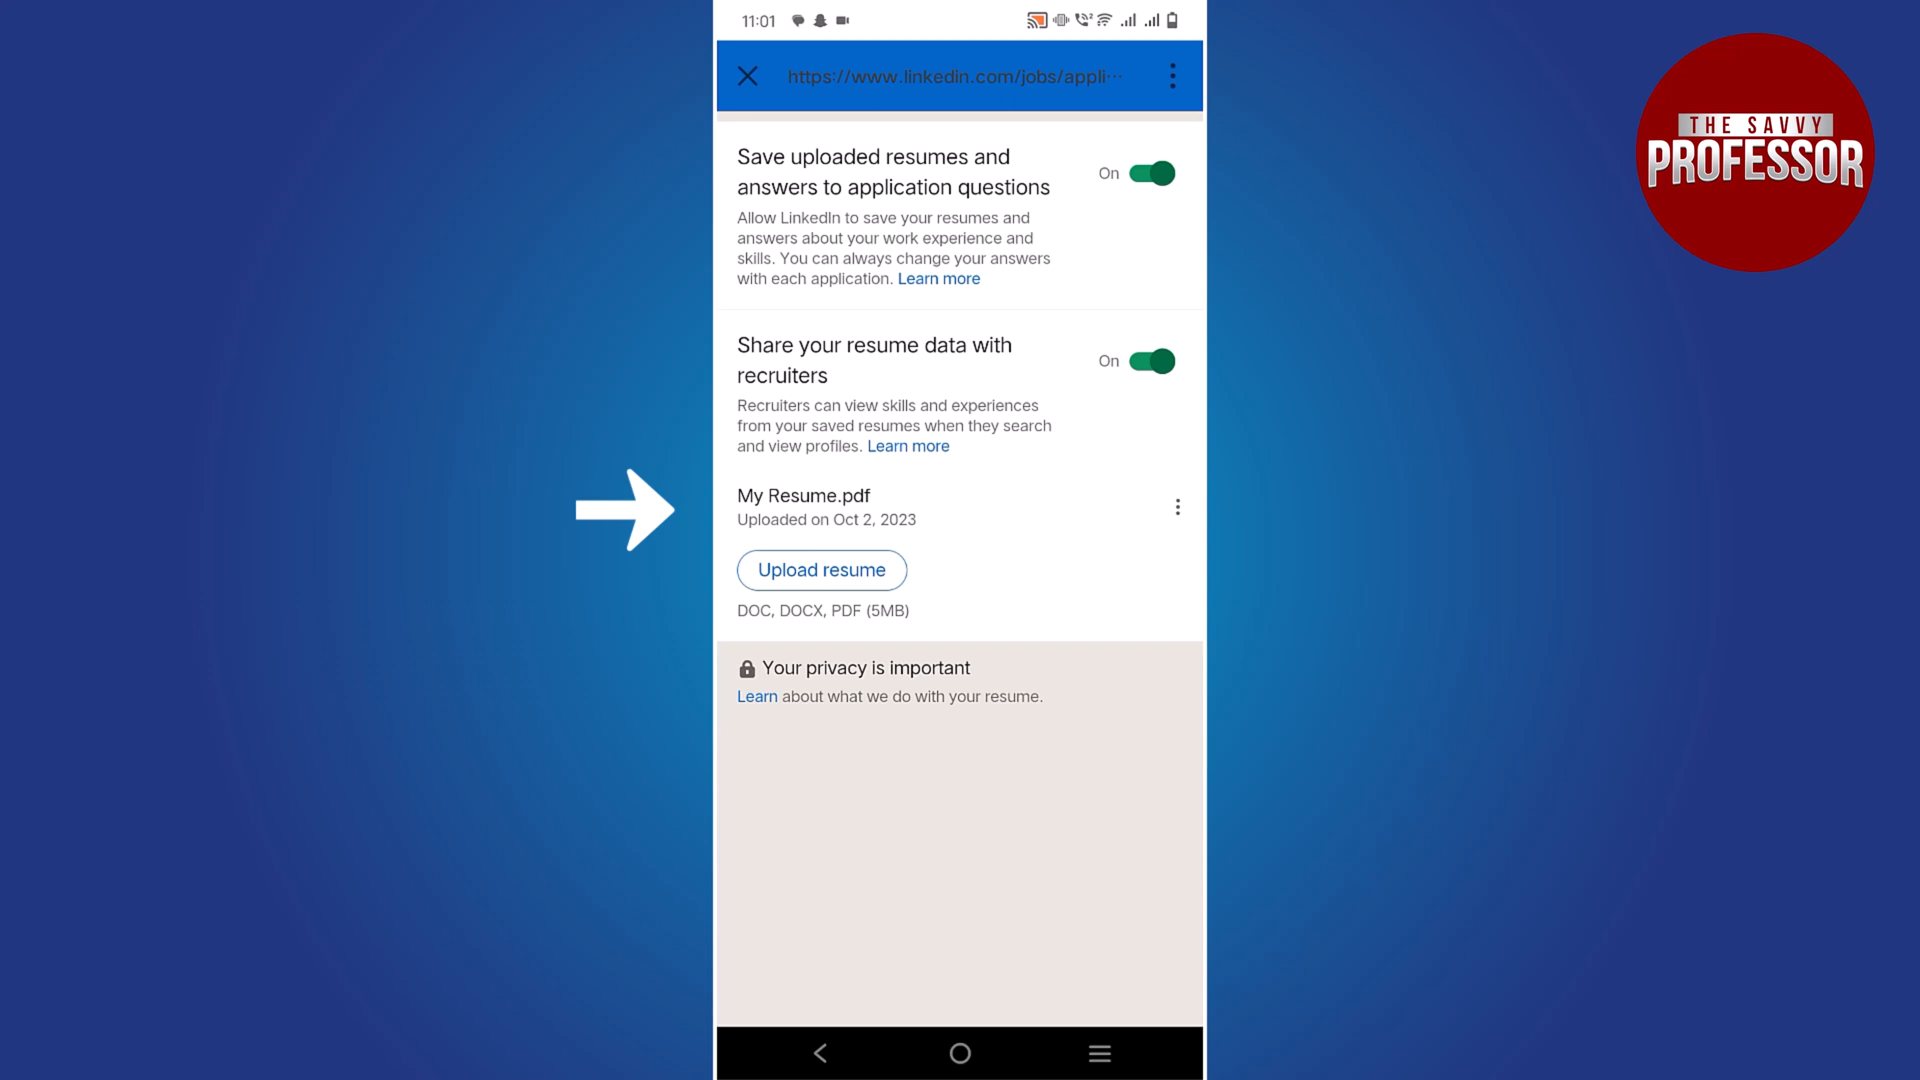 11:01
https://www.linkedin.com/jobs/appli···
THE SAVVY
PROFESSOR
Save uploaded resumes and
answers to application questions
On
Allow LinkedIn to save your resumes and
answers about your work experience and
skills. You can always change your answers
with each application. Learn more
Share your resume data with
recruiters
On
Recruiters can view skills and experiences
from your saved resumes when they search
and view profiles. Learn more
My Resume.pdf
Uploaded on Oct 2, 2023
Upload resume
DOC, DOCX, PDF (5MB)
Your privacy is important
Learn about what we do with your resume.